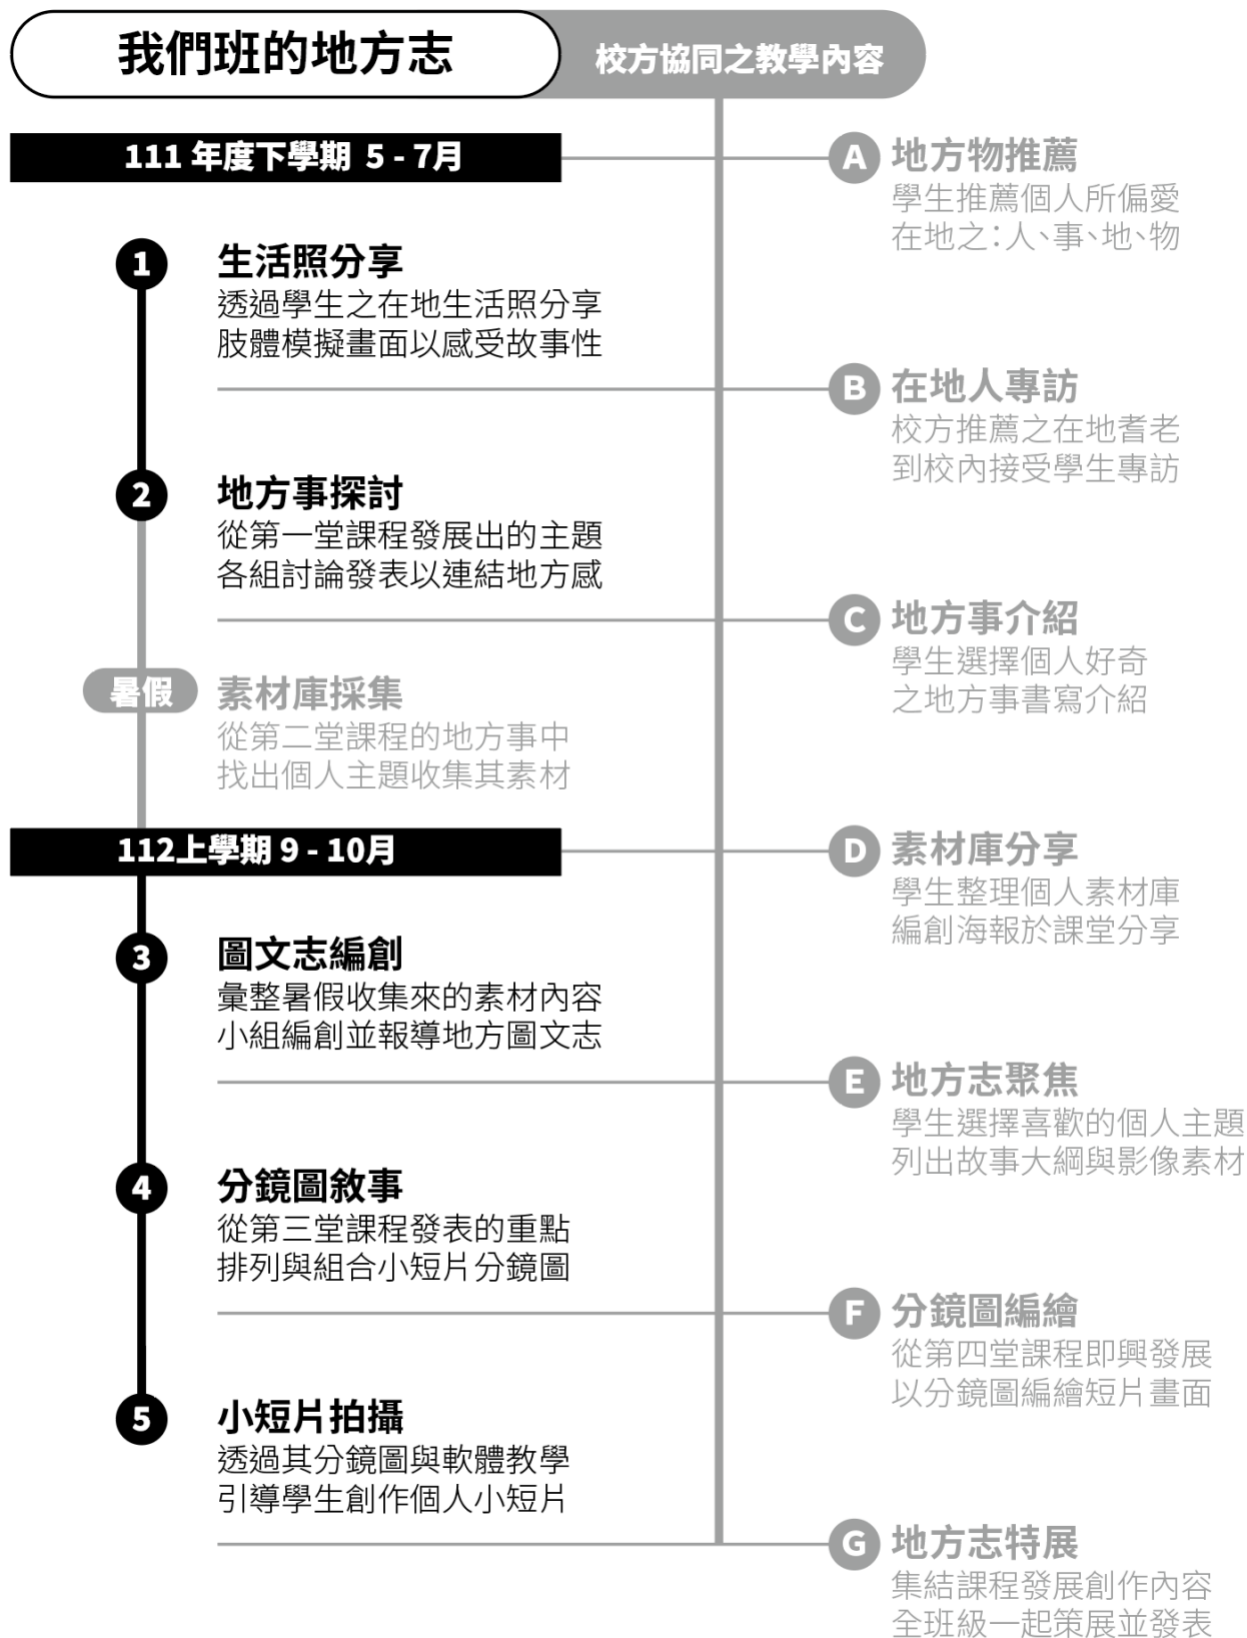 我們班的地方志
校方協同之教學內容
111 年度下學期 5 - 7月
A 地方物推薦
學生推薦個人所偏愛
在地之：人、事、地、物
1 生活照分享
透過學生之在地生活照分享
肢體模擬畫面以感受故事性
B 在地人專訪
校方推薦之在地耆老
到校內接受學生專訪
2 地方事探討
從第一堂課程發展出的主題
各組討論發表以連結地方感
C 地方事介紹
學生選擇個人好奇
之地方事書寫介紹
暑假 素材庫採集
從第二堂課程的地方事中
找出個人主題收集其素材
112上學期 9 - 10月
D 素材庫分享
學生整理個人素材庫
編創海報於課堂分享
3 圖文志編創
彙整暑假收集來的素材內容
小組編創並報導地方圖文志
E 地方志聚焦
學生選擇喜歡的個人主題
列出故事大綱與影像素材
4 分鏡圖敘事
從第三堂課程發表的重點
排列與組合小短片分鏡圖
F 分鏡圖編繪
從第四堂課程即興發展
以分鏡圖編繪短片畫面
5 小短片拍攝
透過其分鏡圖與軟體教學
引導學生創作個人小短片
G 地方志特展
集結課程發展創作內容
全班級一起策展並發表